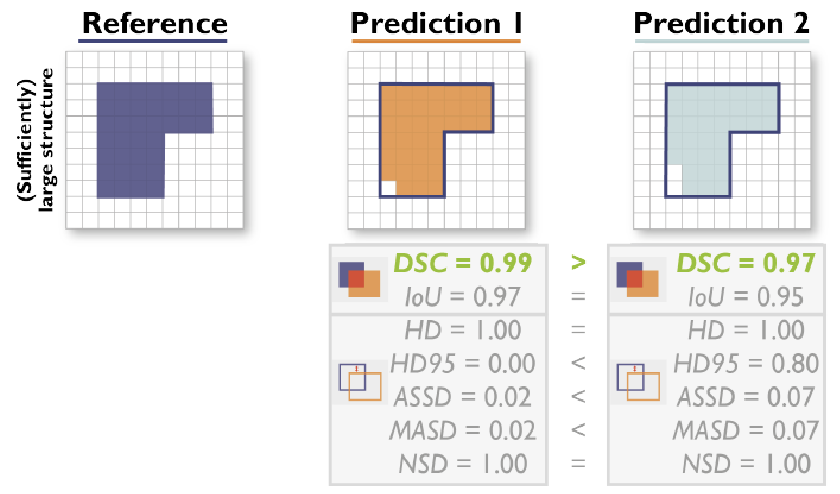 Reference
Prediction 1
Prediction 2
(Sufficiently)
large structure
DSC = 0.99 > DSC = 0.97
IoU = 0.97 = IoU = 0.95
HD = 1.00 = HD = 1.00
HD95 = 0.00 < HD95 = 0.80
ASSD = 0.02 < ASSD = 0.07
MASD = 0.02 < MASD = 0.07
NSD = 1.00 = NSD = 1.00